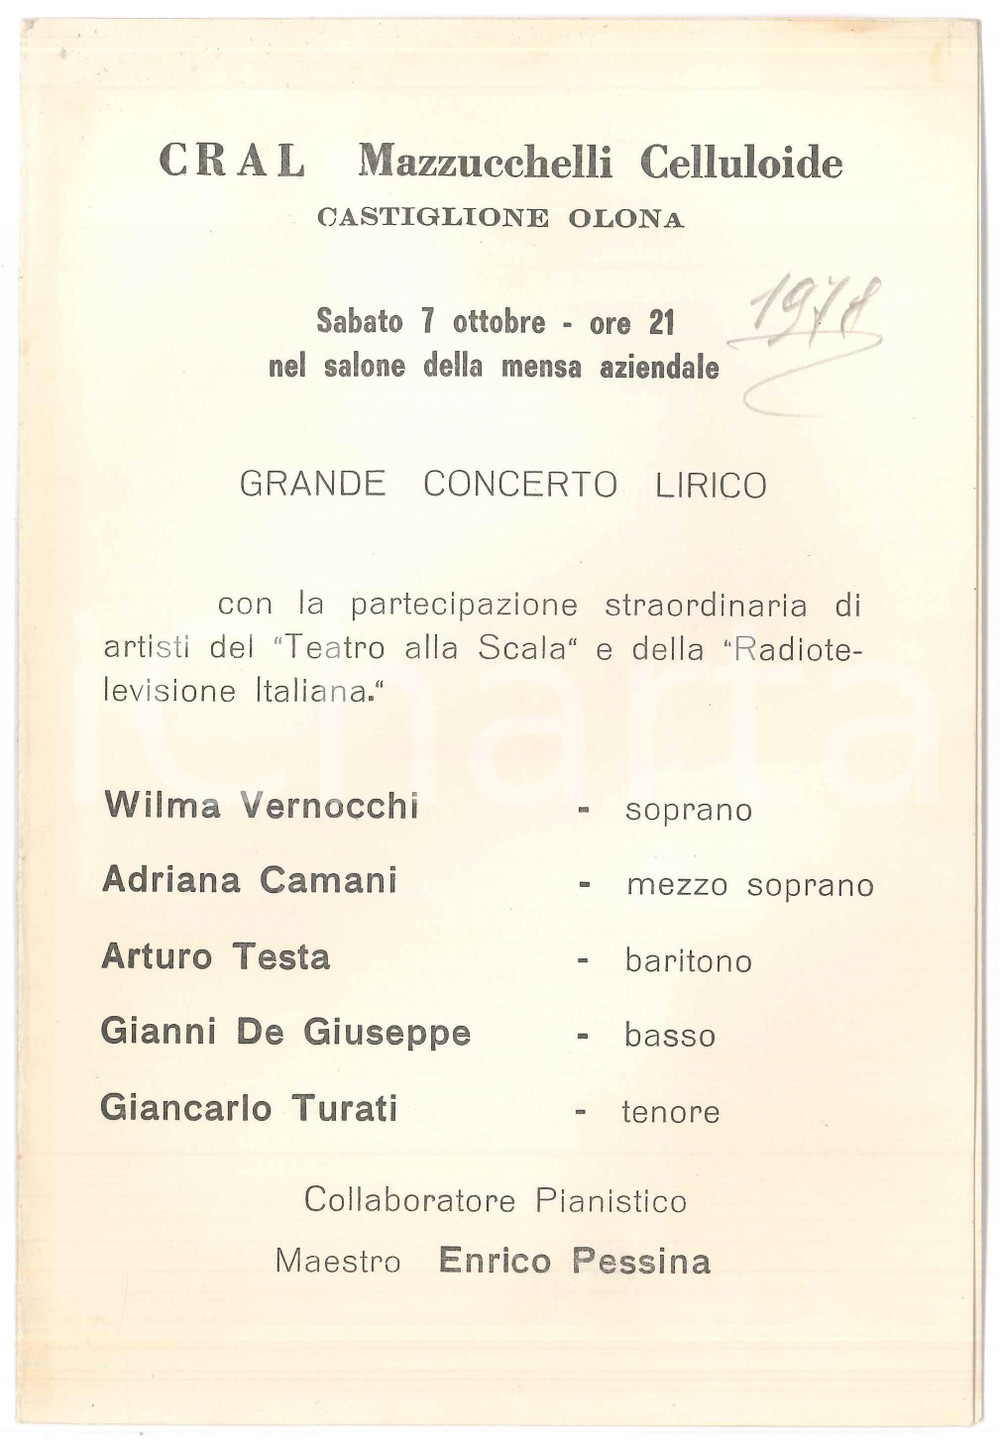 CRAL Mazzucchelli Celluloide
CASTIGLIONE OLONA
1978
Sabato 7 ottobre - ore 21
nel salone della mensa aziendale
GRANDE CONCERTO LIRICO
con la partecipazione straordinaria di
artisti del “Teatro alla Scala“ e della “Radiote-
levisione Italiana.“
Wilma Vernocchi - soprano
Adriana Camani - mezzo soprano
Arturo Testa - baritono
Gianni De Giuseppe - basso
Giancarlo Turati - tenore
Collaboratore Pianistico
Maestro Enrico Pessina